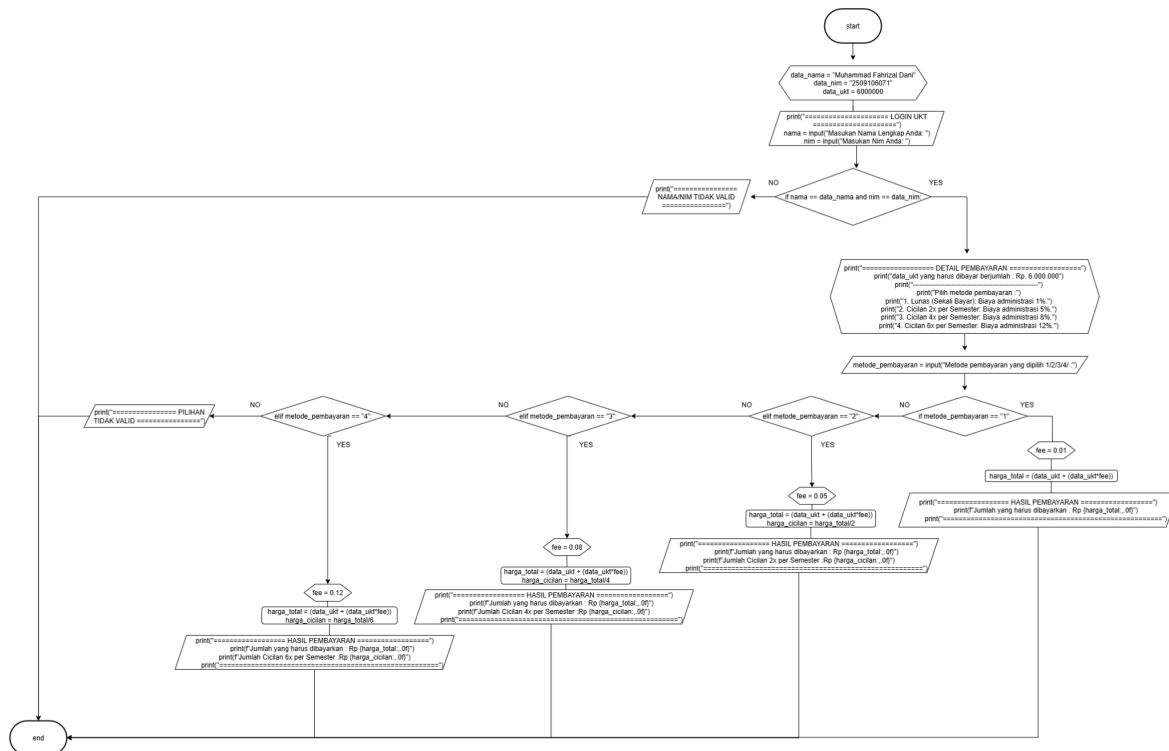 start
data_nama = "Muhammad Fahrizal Dani"
data_nim = "2509106071"
data_ukt = 6000000
print("===================== LOGIN UKT
=====================")
nama = input("Masukan Nama Lengkap Anda: ")
nim = input("Masukan Nim Anda: ")
NO
YES
if nama == data_nama and nim == data_nim:
print("================
NAMA/NIM TIDAK VALID
================")
print("================== DETAIL PEMBAYARAN ==================")
print("data_ukt yang harus dibayar berjumlah : Rp. 6.000.000")
print("-----------------------------------------------------")
print("Pilih metode pembayaran :")
print("1. Lunas (Sekali Bayar): Biaya administrasi 1%.")
print("2. Cicilan 2x per Semester: Biaya administrasi 5%.")
print("3. Cicilan 4x per Semester: Biaya administrasi 8%.")
print("4. Cicilan 6x per Semester: Biaya administrasi 12%.")
metode_pembayaran = input("Metode pembayaran yang dipilih 1/2/3/4/ :")
NO
YES
if metode_pembayaran == "1":
fee = 0.01
harga_total = (data_ukt + (data_ukt*fee))
print("================== HASIL PEMBAYARAN ==================")
print(f"Jumlah yang harus dibayarkan : Rp {harga_total:,.0f}")
print("======================================================")
NO
YES
elif metode_pembayaran == "2":
fee = 0.05
harga_total = (data_ukt + (data_ukt*fee))
harga_cicilan = harga_total/2
print("================== HASIL PEMBAYARAN ==================")
print(f"Jumlah yang harus dibayarkan : Rp {harga_total:,.0f}")
print(f"Jumlah Cicilan 2x per Semester :Rp {harga_cicilan:,.0f}")
print("======================================================")
NO
YES
elif metode_pembayaran == "3":
fee = 0.08
harga_total = (data_ukt + (data_ukt*fee))
harga_cicilan = harga_total/4
print("================== HASIL PEMBAYARAN ==================")
print(f"Jumlah yang harus dibayarkan : Rp {harga_total:,.0f}")
print(f"Jumlah Cicilan 4x per Semester :Rp {harga_cicilan:,.0f}")
print("======================================================")
NO
YES
elif metode_pembayaran == "4":
fee = 0.12
harga_total = (data_ukt + (data_ukt*fee))
harga_cicilan = harga_total/6
print("================== HASIL PEMBAYARAN ==================")
print(f"Jumlah yang harus dibayarkan : Rp {harga_total:,.0f}")
print(f"Jumlah Cicilan 6x per Semester :Rp {harga_cicilan:,.0f}")
print("======================================================")
print("================ PILIHAN
TIDAK VALID ================")
end